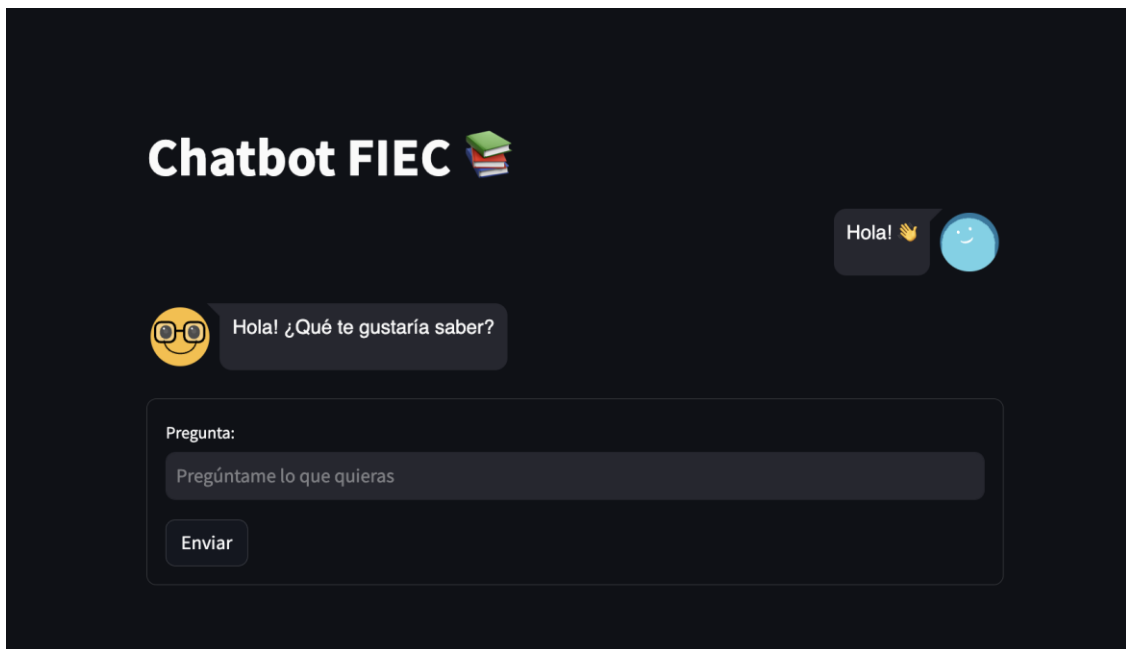 Chatbot FIEC 📚
Hola! 👋
Hola! ¿Qué te gustaría saber?
Pregunta:
Pregúntame lo que quieras
Enviar